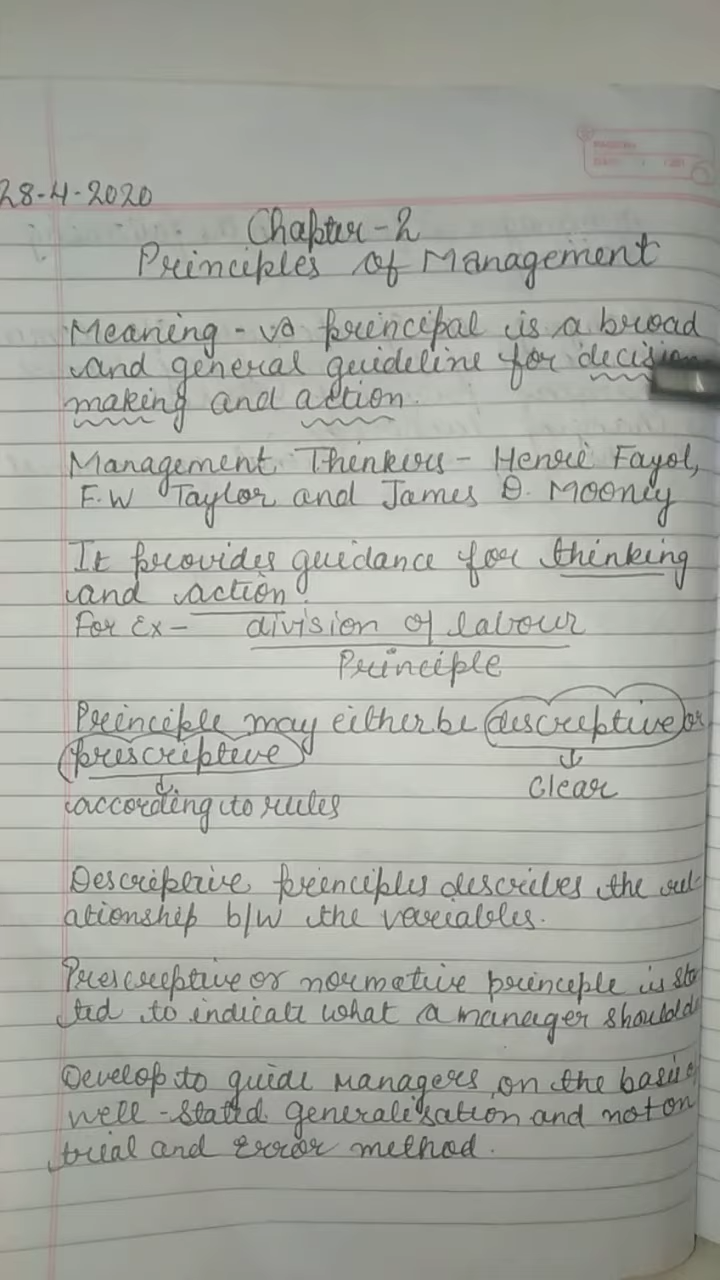 28-4-2020
Chapter-2
Principles of Management
Meaning - A principal is a broad
and general guideline for decision
making and action.
Management Thinkers - Henrie Fayol,
F.W Taylor and James D. Mooney
It provides guidance for thinking
and action.
For Ex- division of labour
Principle
Principle may either be descriptive or
prescriptive
Clear
according to rules
Descriptive principles describes the rel-
ationship b/w the variables.
Prescriptive or normative principle is sta
ted to indicate what a manager should do
Develop to guide managers on the basis of
well-stated generalisation and not on
trial and error method.